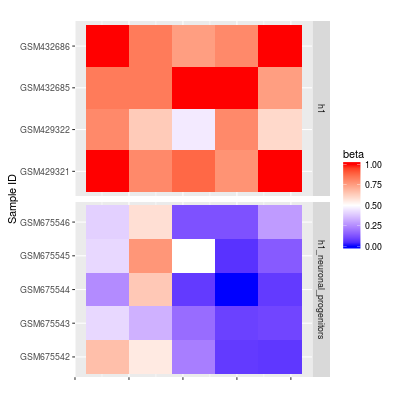 GSM432686
GSM432685
GSM429322
GSM429321
h1
GSM675546
GSM675545
GSM675544
GSM675543
GSM675542
h1_neuronal_progenitors
Sample ID
beta
1.00
0.75
0.50
0.25
0.00